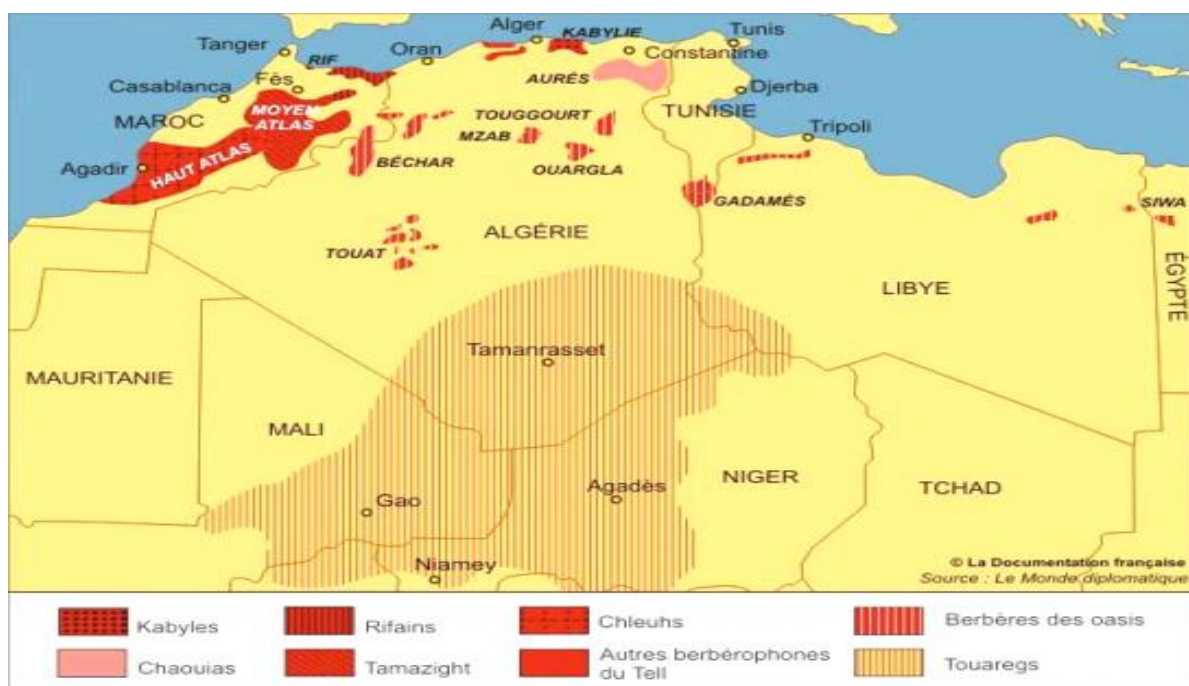 Alger
KABYLIE
Tunis
Tanger
Oran
Constantine
RIF
Fès
AURÉS
Casablanca
Djerba
MOYEN
ATLAS
TOUGGOURT
TUNISIE
MAROC
MZAB
Tripoli
Agadir
HAUT ATLAS
BÉCHAR
OUARGLA
GADAMÉS
SIWA
ALGÉRIE
TOUAT
ÉGYPTE
LIBYE
Tamanrasset
MAURITANIE
MALI
NIGER
Agadès
TCHAD
Gao
Niamey
© La Documentation française
Source : Le Monde diplomatique
Kabyles
Rifains
Chleuhs
Berbères des oasis
Chaouias
Tamazight
Autres berbérophones
du Tell
Touaregs